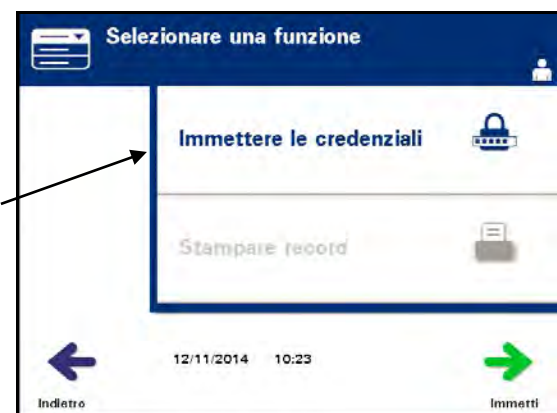 Selezionare una funzione
Immettere le credenziali
Stampare record
12/11/2014 10:23
Indietro
Immetti